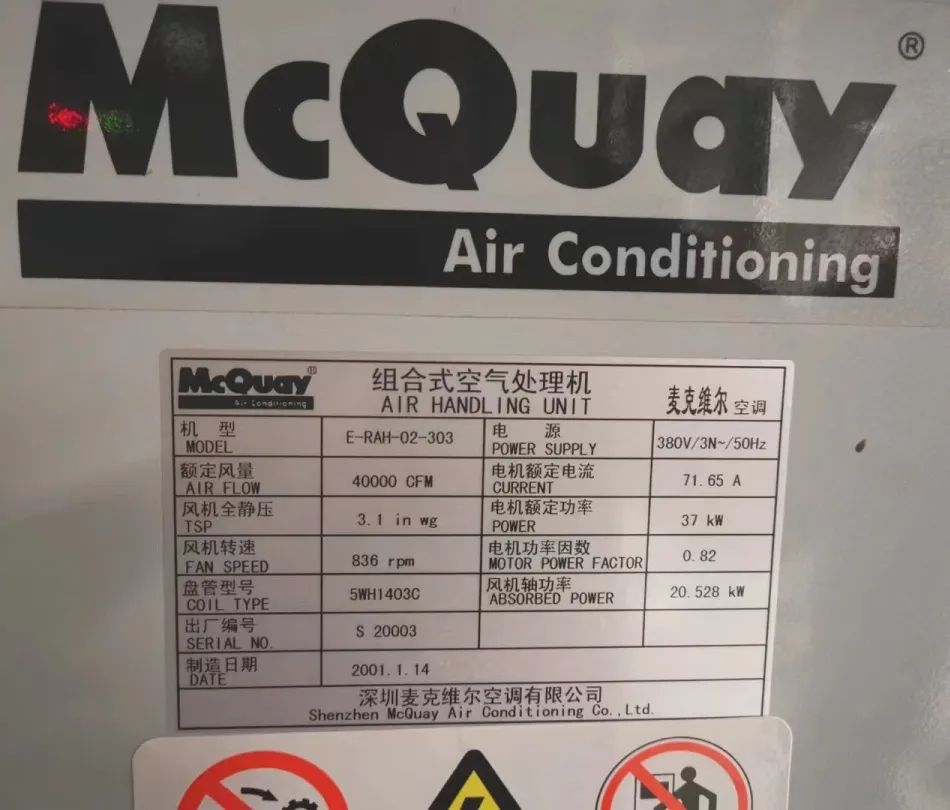 McQuay ®
Air Conditioning
McQuay® 组合式空气处理机
Air Conditioning AIR HANDLING UNIT 麦克维尔 空调
机 型 E-RAH-02-303 电 源 380V/3N~/50Hz
MODEL POWER SUPPLY
额定风量 40000 CFM 电机额定电流 71.65 A
AIR FLOW CURRENT
风机全静压 3.1 in wg 电机额定功率 37 kW
TSP POWER
风机转速 836 rpm 电机功率因数 0.82
FAN SPEED MOTOR POWER FACTOR
盘管型号 5WH1403C 风机轴功率 20.528 kW
COIL TYPE ABSORBED POWER
出厂编号 S 20003
SERIAL NO.
制造日期 2001.1.14
DATE
深圳麦克维尔空调有限公司
Shenzhen McQuay Air Conditioning Co.,Ltd.